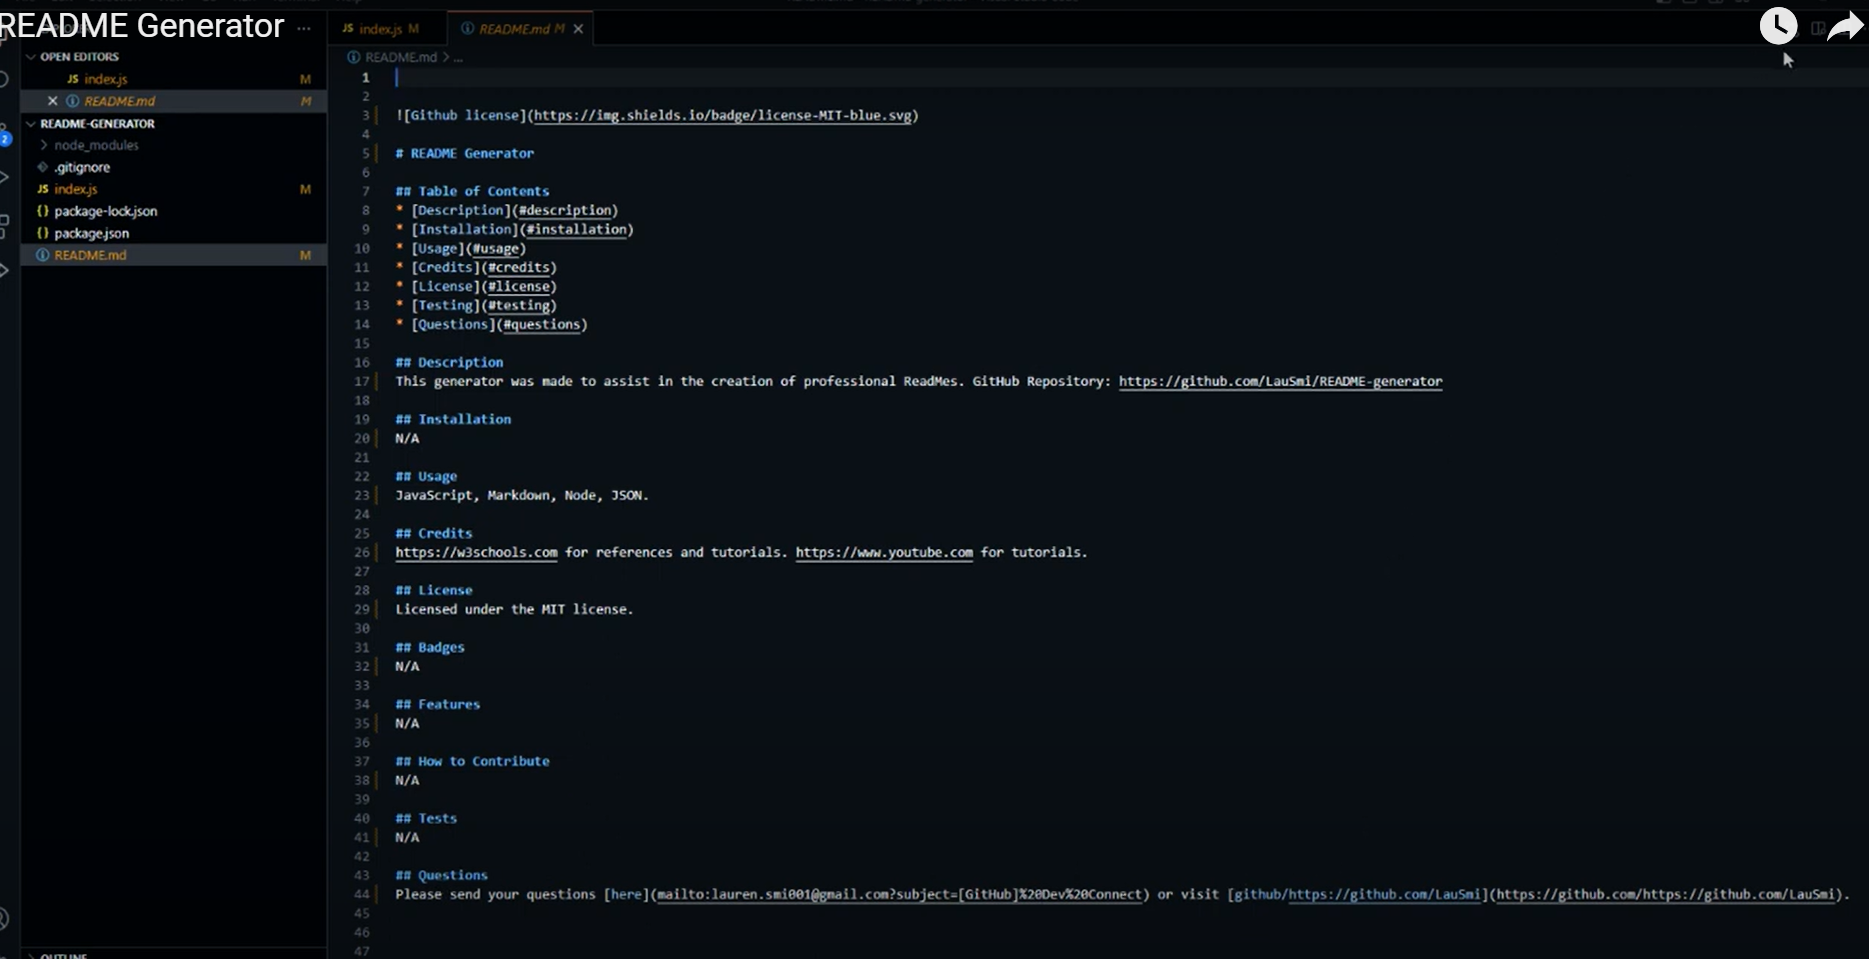 README Generator
index.js M
README.md M
OPEN EDITORS
JS index.js M
README.md M
README-GENERATOR
node_modules
.gitignore
JS index.js M
{} package-lock.json
{} package.json
README.md M
OUTLINE
2
JS
README.md > ...
1
2
3 ![Github license](https://img.shields.io/badge/license-MIT-blue.svg)
4
5 # README Generator
6
7 ## Table of Contents
8 * [Description](#description)
9 * [Installation](#installation)
10 * [Usage](#usage)
11 * [Credits](#credits)
12 * [License](#license)
13 * [Testing](#testing)
14 * [Questions](#questions)
15
16 ## Description
17 This generator was made to assist in the creation of professional ReadMes. GitHub Repository: https://github.com/LauSmi/README-generator
18
19 ## Installation
20 N/A
21
22 ## Usage
23 JavaScript, Markdown, Node, JSON.
24
25 ## Credits
26 https://w3schools.com for references and tutorials. https://www.youtube.com for tutorials.
27
28 ## License
29 Licensed under the MIT license.
30
31 ## Badges
32 N/A
33
34 ## Features
35 N/A
36
37 ## How to Contribute
38 N/A
39
40 ## Tests
41 N/A
42
43 ## Questions
44 Please send your questions [here](mailto:lauren.smi001@gmail.com?subject=[GitHub]%20Dev%20Connect) or visit [github/https://github.com/LauSmi](https://github.com/https://github.com/LauSmi).
45
46
47